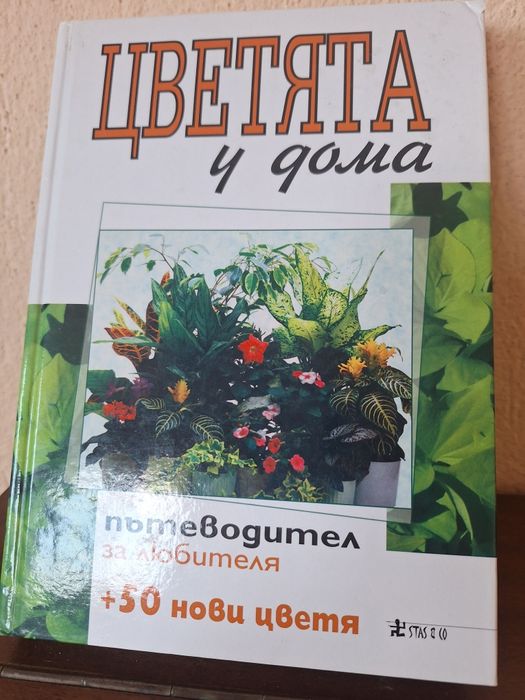 ЦВЕТЯТА
у дома
пътеводител
за любителя
+50 нови цветя
STAS & CO